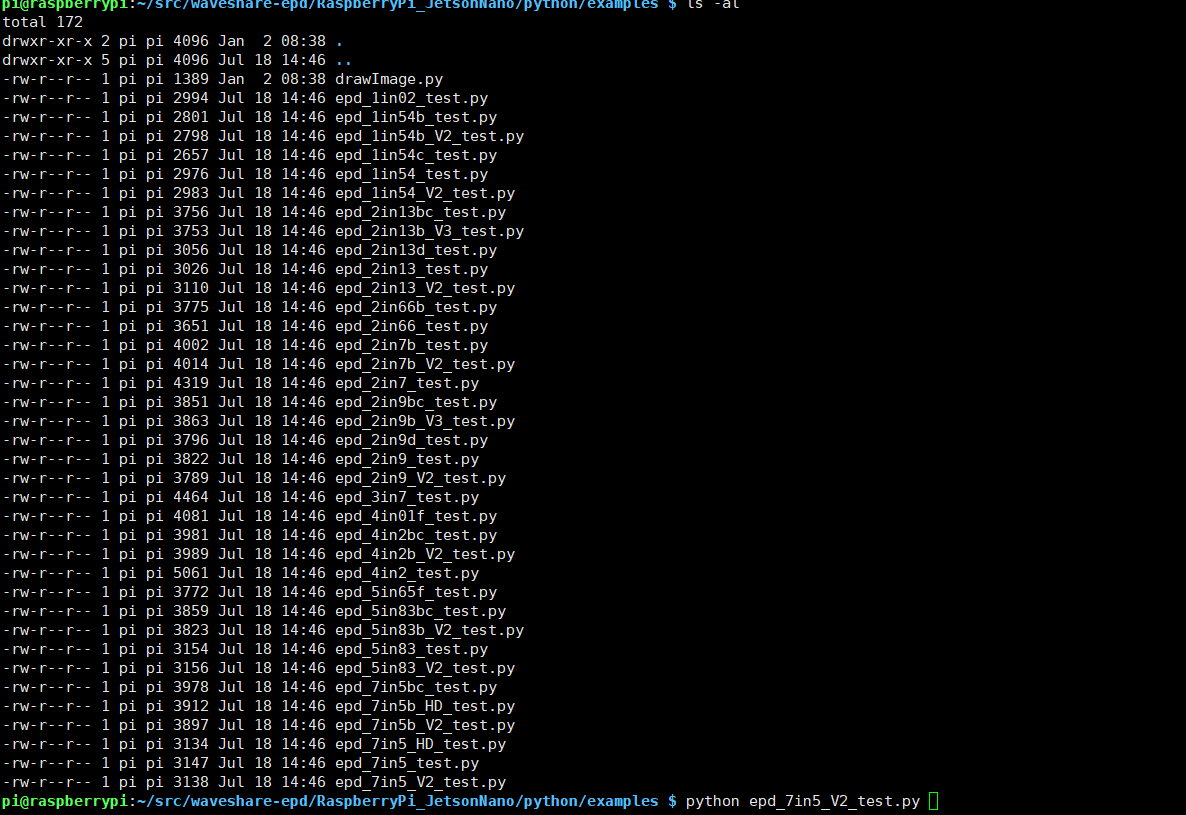 pi@raspberrypi:~/src/waveshare-epd/RaspberryPi_JetsonNano/python/examples $ ls -al
total 172
drwxr-xr-x 2 pi pi 4096 Jan  2 08:38 .
drwxr-xr-x 5 pi pi 4096 Jul 18 14:46 ..
-rw-r--r-- 1 pi pi 1389 Jan  2 08:38 drawImage.py
-rw-r--r-- 1 pi pi 2994 Jul 18 14:46 epd_1in02_test.py
-rw-r--r-- 1 pi pi 2801 Jul 18 14:46 epd_1in54b_test.py
-rw-r--r-- 1 pi pi 2798 Jul 18 14:46 epd_1in54b_V2_test.py
-rw-r--r-- 1 pi pi 2657 Jul 18 14:46 epd_1in54c_test.py
-rw-r--r-- 1 pi pi 2976 Jul 18 14:46 epd_1in54_test.py
-rw-r--r-- 1 pi pi 2983 Jul 18 14:46 epd_1in54_V2_test.py
-rw-r--r-- 1 pi pi 3756 Jul 18 14:46 epd_2in13bc_test.py
-rw-r--r-- 1 pi pi 3753 Jul 18 14:46 epd_2in13b_V3_test.py
-rw-r--r-- 1 pi pi 3056 Jul 18 14:46 epd_2in13d_test.py
-rw-r--r-- 1 pi pi 3026 Jul 18 14:46 epd_2in13_test.py
-rw-r--r-- 1 pi pi 3110 Jul 18 14:46 epd_2in13_V2_test.py
-rw-r--r-- 1 pi pi 3775 Jul 18 14:46 epd_2in66b_test.py
-rw-r--r-- 1 pi pi 3651 Jul 18 14:46 epd_2in66_test.py
-rw-r--r-- 1 pi pi 4002 Jul 18 14:46 epd_2in7b_test.py
-rw-r--r-- 1 pi pi 4014 Jul 18 14:46 epd_2in7b_V2_test.py
-rw-r--r-- 1 pi pi 4319 Jul 18 14:46 epd_2in7_test.py
-rw-r--r-- 1 pi pi 3851 Jul 18 14:46 epd_2in9bc_test.py
-rw-r--r-- 1 pi pi 3863 Jul 18 14:46 epd_2in9b_V3_test.py
-rw-r--r-- 1 pi pi 3796 Jul 18 14:46 epd_2in9d_test.py
-rw-r--r-- 1 pi pi 3822 Jul 18 14:46 epd_2in9_test.py
-rw-r--r-- 1 pi pi 3789 Jul 18 14:46 epd_2in9_V2_test.py
-rw-r--r-- 1 pi pi 4464 Jul 18 14:46 epd_3in7_test.py
-rw-r--r-- 1 pi pi 4081 Jul 18 14:46 epd_4in01f_test.py
-rw-r--r-- 1 pi pi 3981 Jul 18 14:46 epd_4in2bc_test.py
-rw-r--r-- 1 pi pi 3989 Jul 18 14:46 epd_4in2b_V2_test.py
-rw-r--r-- 1 pi pi 5061 Jul 18 14:46 epd_4in2_test.py
-rw-r--r-- 1 pi pi 3772 Jul 18 14:46 epd_5in65f_test.py
-rw-r--r-- 1 pi pi 3859 Jul 18 14:46 epd_5in83bc_test.py
-rw-r--r-- 1 pi pi 3823 Jul 18 14:46 epd_5in83b_V2_test.py
-rw-r--r-- 1 pi pi 3154 Jul 18 14:46 epd_5in83_test.py
-rw-r--r-- 1 pi pi 3156 Jul 18 14:46 epd_5in83_V2_test.py
-rw-r--r-- 1 pi pi 3978 Jul 18 14:46 epd_7in5bc_test.py
-rw-r--r-- 1 pi pi 3912 Jul 18 14:46 epd_7in5b_HD_test.py
-rw-r--r-- 1 pi pi 3897 Jul 18 14:46 epd_7in5b_V2_test.py
-rw-r--r-- 1 pi pi 3134 Jul 18 14:46 epd_7in5_HD_test.py
-rw-r--r-- 1 pi pi 3147 Jul 18 14:46 epd_7in5_test.py
-rw-r--r-- 1 pi pi 3138 Jul 18 14:46 epd_7in5_V2_test.py
pi@raspberrypi:~/src/waveshare-epd/RaspberryPi_JetsonNano/python/examples $ python epd_7in5_V2_test.py